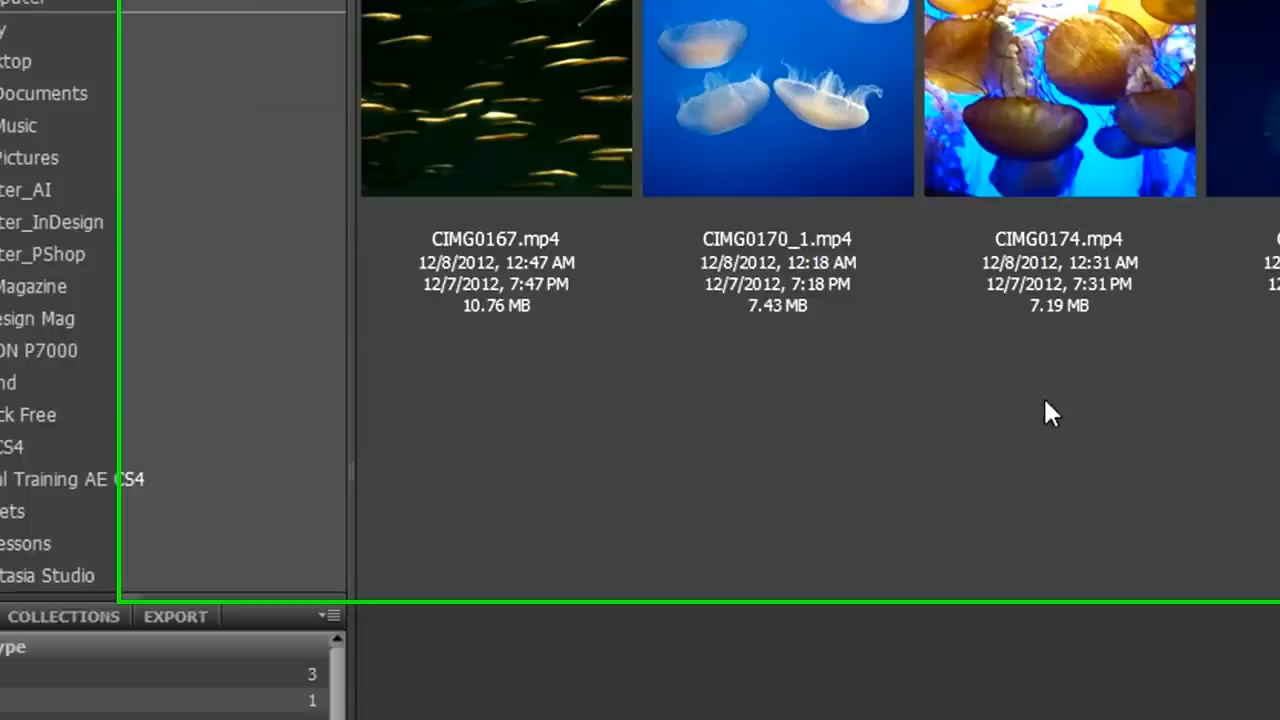 ktop
Documents
Music
Pictures
ter_AI
ter_InDesign
ter_PShop
Magazine
esign Mag
ON P7000
nd
ck Free
CS4
al Training AE CS4
ets
essons
tasia Studio
COLLECTIONS EXPORT
ype
3
1
CIMG0167.mp4
12/8/2012, 12:47 AM
12/7/2012, 7:47 PM
10.76 MB
CIMG0170_1.mp4
12/8/2012, 12:18 AM
12/7/2012, 7:18 PM
7.43 MB
CIMG0174.mp4
12/8/2012, 12:31 AM
12/7/2012, 7:31 PM
7.19 MB